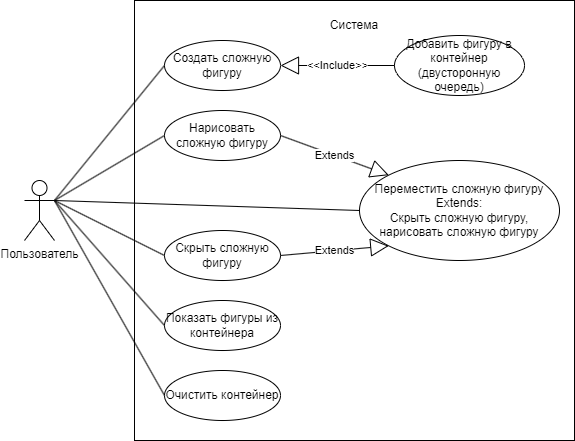 Система
Создать сложную
фигуру
<<Include>>
Добавить фигуру в
контейнер
(двусторонную
очередь)
Нарисовать
сложную фигуру
Extends
Переместить сложную фигуру
Extends:
Скрыть сложную фигуру,
нарисовать сложную фигуру
Пользователь
Скрыть сложную
фигуру
Extends
Показать фигуры из
контейнера
Очистить контейнер